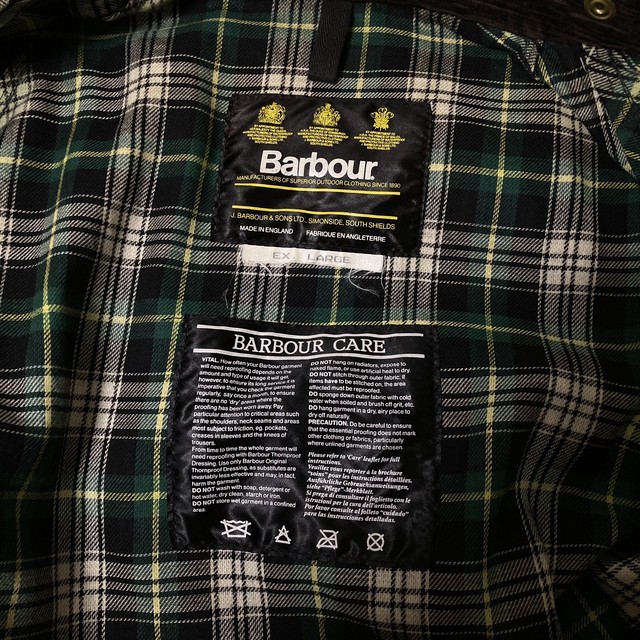 Barbour
MANUFACTURERS OF SUPERIOR OUTDOOR CLOTHING SINCE 1890
J. BARBOUR & SONS LTD., SIMONSIDE, SOUTH SHIELDS
MADE IN ENGLAND FABRIQUE EN ANGLETERRE
EX. LARGE
BARBOUR CARE
VITAL. How often your Barbour garment
will need reproofing depends on the
amount and type of usage it will get,
however, to ensure its long service it is
imperative that you check the garment
regularly, say once a month, to ensure
there are no 'dry' areas where the
proofing has been worn away. Pay
particular attention to critical areas such
as the shoulders, neck seams and areas
most subject to friction, eg. pockets,
creases in sleeves and the knees of
trousers.
From time to time the whole garment will
need reproofing with Barbour Thornproof
Dressing. Use only Barbour Original
Thornproof Dressing, as substitutes are
invariably less effective and may, in fact,
harm the garment.
DO NOT wash with soap, detergent or
hot water, dry clean, starch or iron.
DO NOT store wet garment in a confined
area.
DO NOT hang on radiators, expose to
naked flame, or use artificial heat to dry.
DO NOT stitch through outer fabric. If
items have to be stitched on, the area
affected must be reproofed.
DO sponge down outer fabric with cold
water when soiled and brush off grit, etc.
DO hang garment in a dry, airy place to
dry off naturally.
PRECAUTION. Do be careful to ensure
that the essential proofing does not mark
other clothing or fabrics, particularly
where unlined garments are concerned.
Please refer to 'Care' leaflet for full
instructions.
Veuillez vous reporter à la brochure
"soins" pour les instructions détaillées.
Ausführliche Gebrauchsanweisungen,
siehe "Pflege"-Merkblatt.
Si prega di consultare il foglietto con le
istruzioni per la cura dell'articolo.
Consultar al folleto "cuidado"
para las instrucciones detalladas.